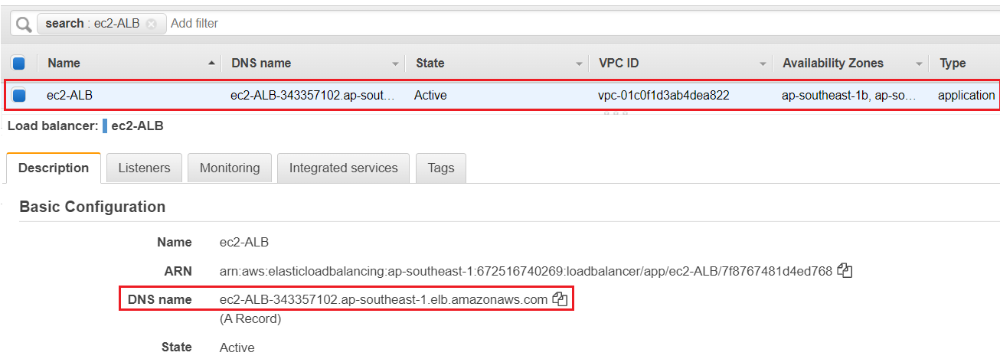 search : ec2-ALB Add filter
Name DNS name State VPC ID Availability Zones Type
ec2-ALB ec2-ALB-343357102.ap-sout... Active vpc-01c0f1d3ab4dea822 ap-southeast-1b, ap-so... application
Load balancer: ec2-ALB
Description Listeners Monitoring Integrated services Tags
Basic Configuration
Name ec2-ALB
ARN arn:aws:elasticloadbalancing:ap-southeast-1:672516740269:loadbalancer/app/ec2-ALB/7f8767481d4ed768
DNS name ec2-ALB-343357102.ap-southeast-1.elb.amazonaws.com
(A Record)
State Active